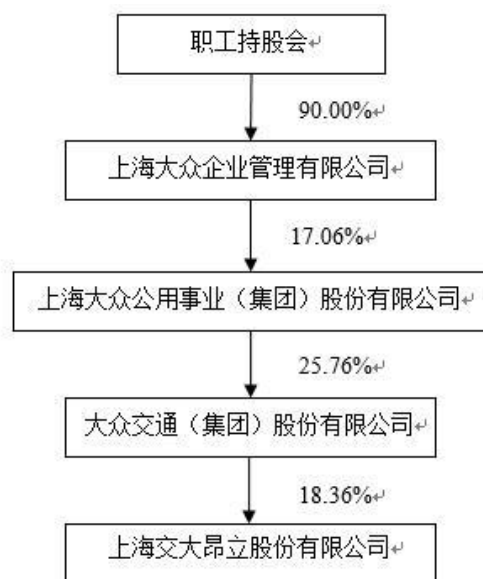 职工持股会↵
90.00%↵
上海大众企业管理有限公司↵
17.06%↵
上海大众公用事业（集团）股份有限公司↵
25.76%↵
大众交通（集团）股份有限公司↵
18.36%↵
上海交大昂立股份有限公司↵